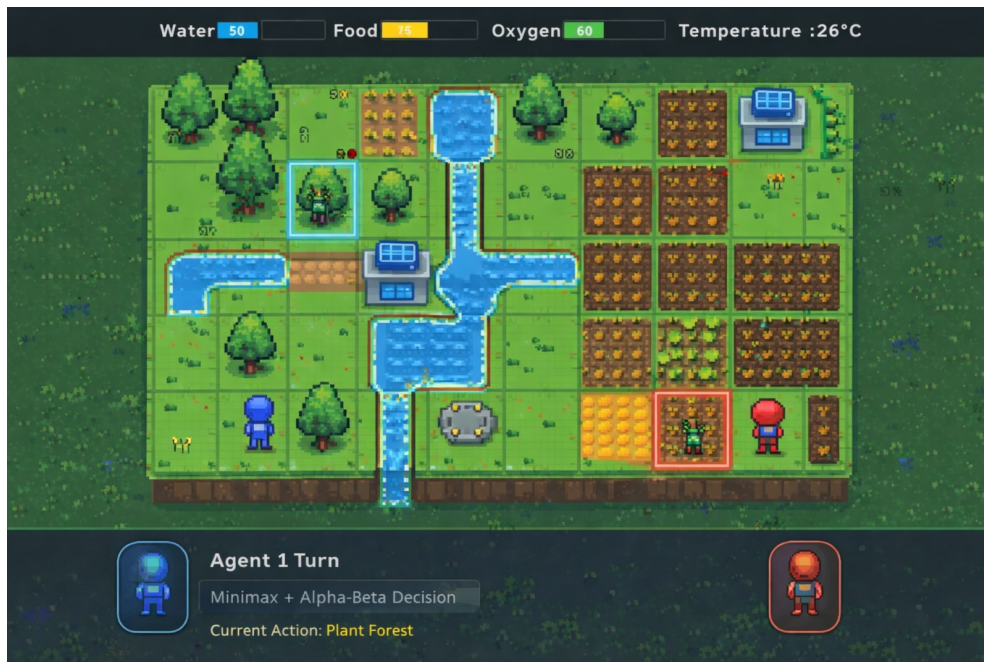 Water 50 Food 75 Oxygen 60 Temperature :26°C
Agent 1 Turn
Minimax + Alpha-Beta Decision
Current Action: Plant Forest